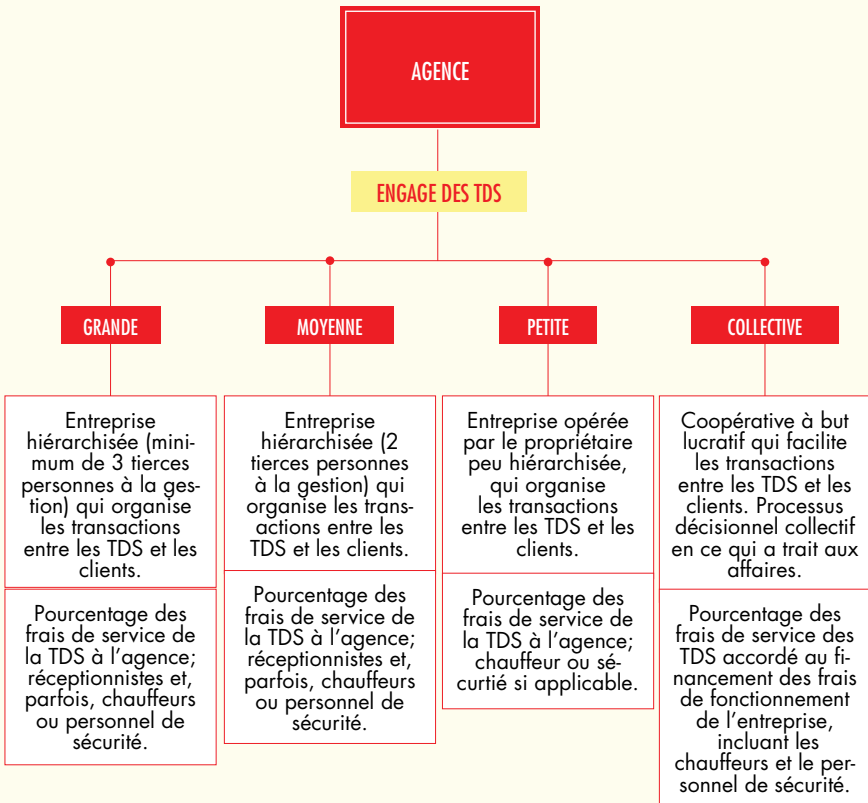 AGENCE
ENGAGE DES TDS
GRANDE
MOYENNE
PETITE
COLLECTIVE
Entreprise
hiérarchisée (mini-
mum de 3 tierces
personnes à la ges-
tion) qui organise
les transactions
entre les TDS et les
clients.
Pourcentage des
frais de service de
la TDS à l'agence;
réceptionnistes et,
parfois, chauffeurs
ou personnel de
sécurité.
Entreprise
hiérarchisée (2
tierces personnes
à la gestion) qui
organise les trans-
actions entre les
TDS et les clients.
Pourcentage des
frais de service de
la TDS à l'agence;
réceptionnistes et,
parfois, chauffeurs
ou personnel de
sécurité.
Entreprise opérée
par le propriétaire
peu hiérarchisée,
qui organise
les transactions
entre les TDS et les
clients.
Pourcentage des
frais de service de
la TDS à l'agence;
chauffeur ou sé-
curtié si applicable.
Coopérative à but
lucratif qui facilite
les transactions
entre les TDS et les
clients. Processus
décisionnel collectif
en ce qui a trait aux
affaires.
Pourcentage des
frais de service des
TDS accordé au fi-
nancement des frais
de fonctionnement
de l'entreprise,
incluant les
chauffeurs et le per-
sonnel de sécurité.